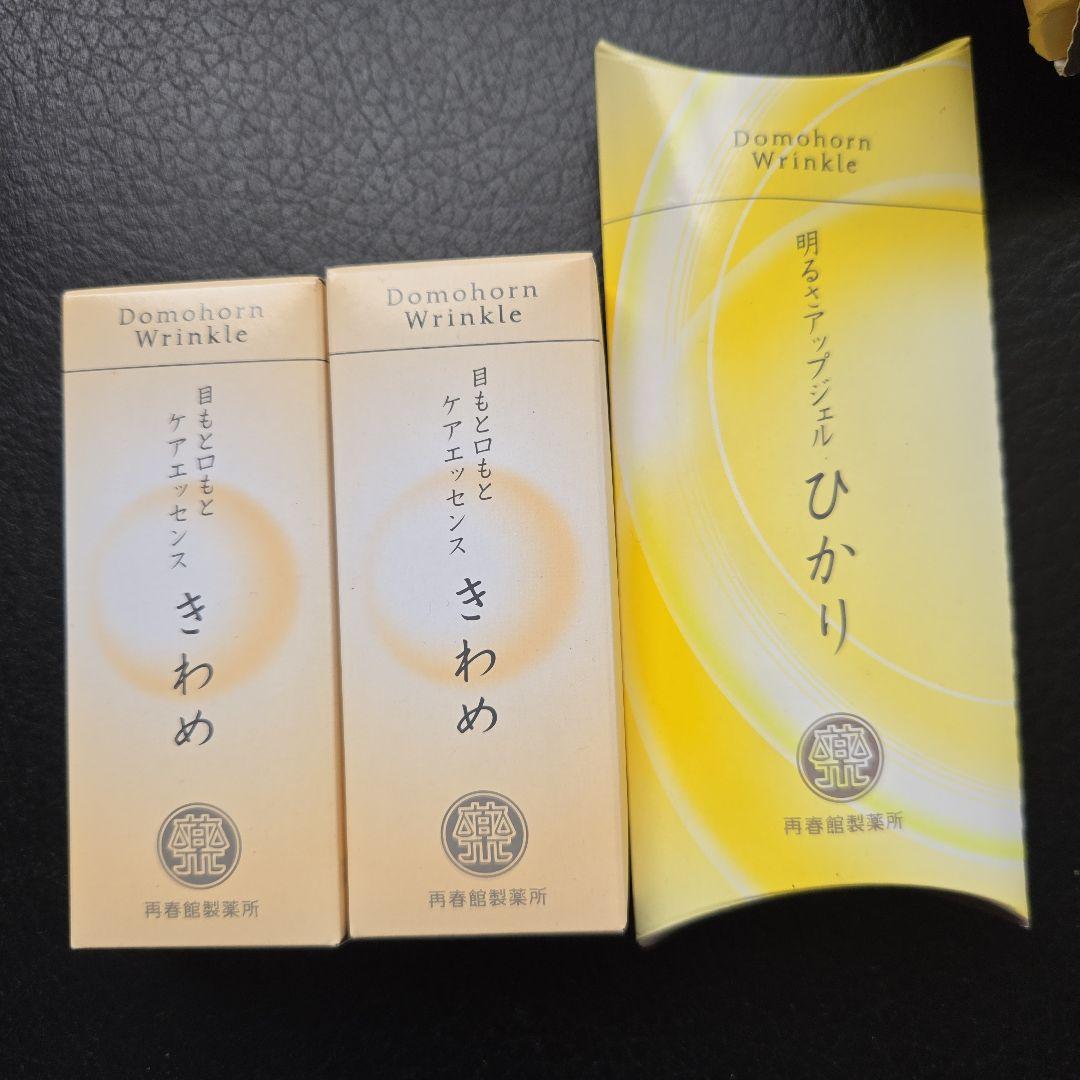 Domohorn
Wrinkle
目もと口もと
ケアエッセンス
きわめ
薬
再春館製薬所
Domohorn
Wrinkle
目もと口もと
ケアエッセンス
きわめ
薬
再春館製薬所
Domohorn
Wrinkle
明るさアップジェル・ひかり
薬
再春館製薬所